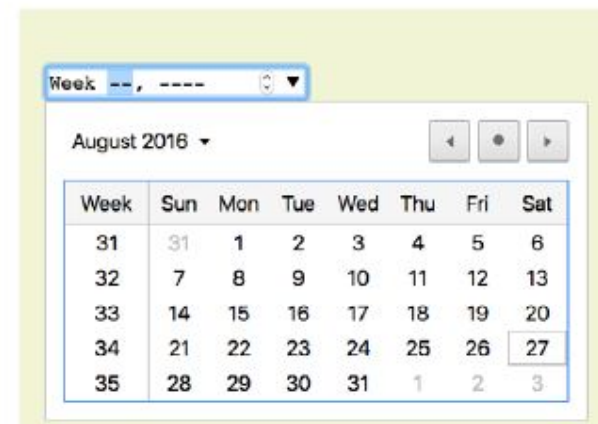 Week --, ----
August 2016
Week Sun Mon Tue Wed Thu Fri Sat
31 31 1 2 3 4 5 6
32 7 8 9 10 11 12 13
33 14 15 16 17 18 19 20
34 21 22 23 24 25 26 27
35 28 29 30 31 1 2 3